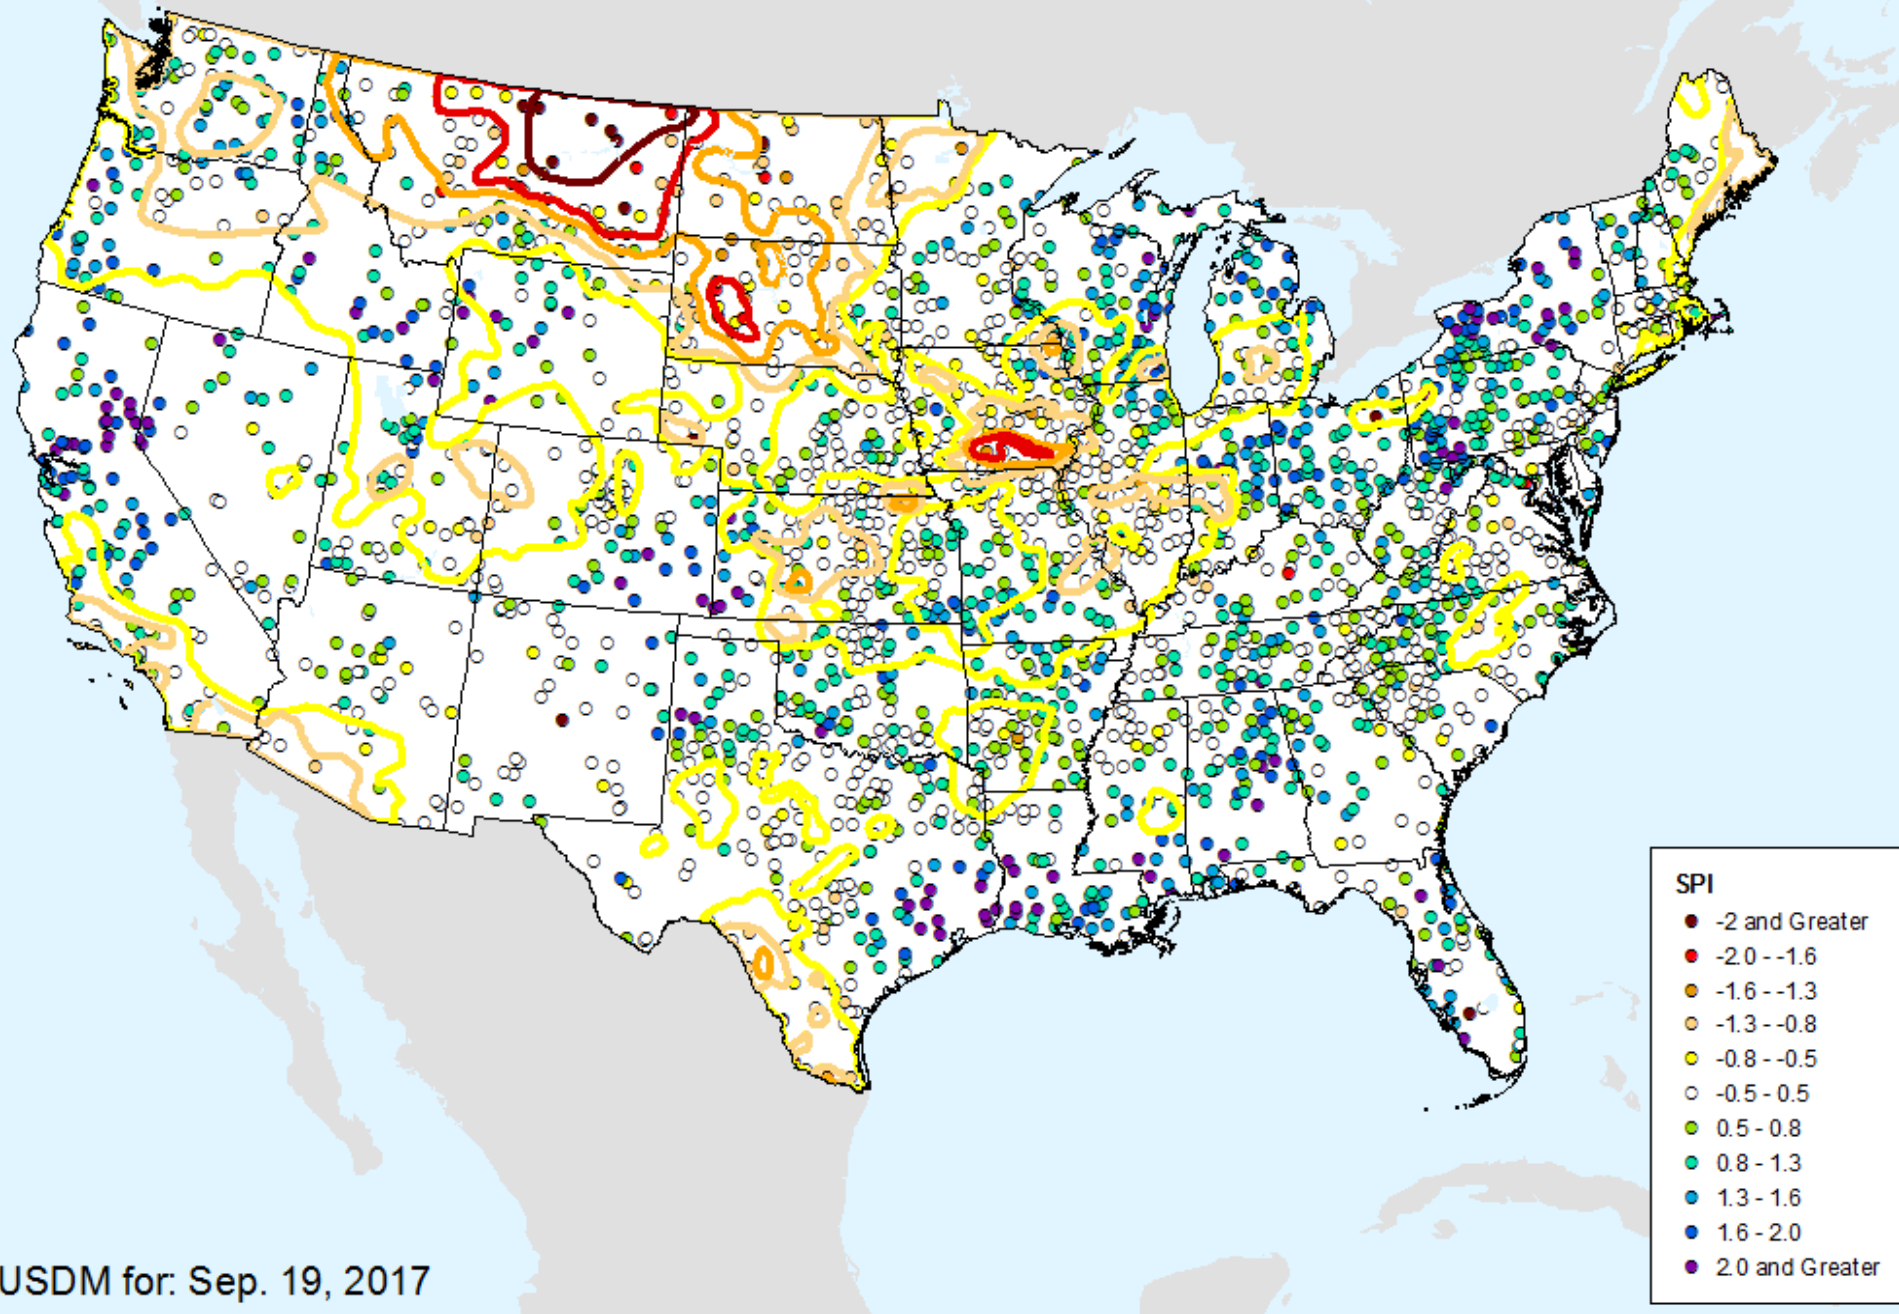 SPI
-2 and Greater
-2.0 - -1.6
-1.6 - -1.3
-1.3 - -0.8
-0.8 - -0.5
-0.5 - 0.5
0.5 - 0.8
0.8 - 1.3
1.3 - 1.6
1.6 - 2.0
2.0 and Greater
USDM for: Sep. 19, 2017